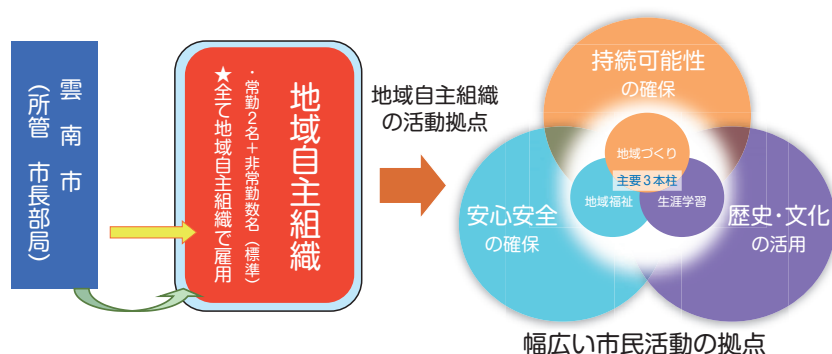 雲南市
(所管 市長部局)
地域自主組織
・常勤2名+非常勤数名(標準)
★全て地域自主組織で雇用
地域自主組織
の活動拠点
持続可能性
の確保
地域づくり
主要3本柱
地域福祉
生涯学習
安心安全
の確保
歴史・文化
の活用
幅広い市民活動の拠点